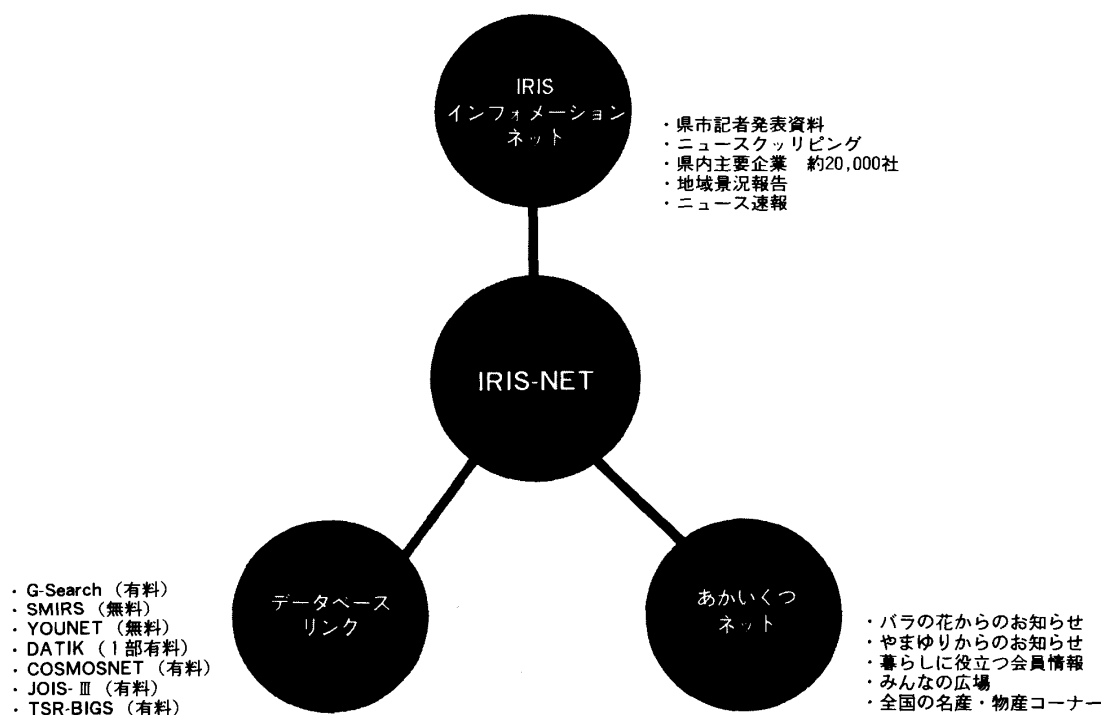 IRIS
インフォメーション
ネット
・県市記者発表資料
・ニュースクッリピング
・県内主要企業　約20,000社
・地域景況報告
・ニュース速報
IRIS-NET
データベース
リンク
・G-Search（有料）
・SMIRS（無料）
・YOUNET（無料）
・DATIK（1部有料）
・COSMOSNET（有料）
・JOIS-Ⅲ（有料）
・TSR-BIGS（有料）
あかいくつ
ネット
・バラの花からのお知らせ
・やまゆりからのお知らせ
・暮らしに役立つ会員情報
・みんなの広場
・全国の名産・物産コーナー